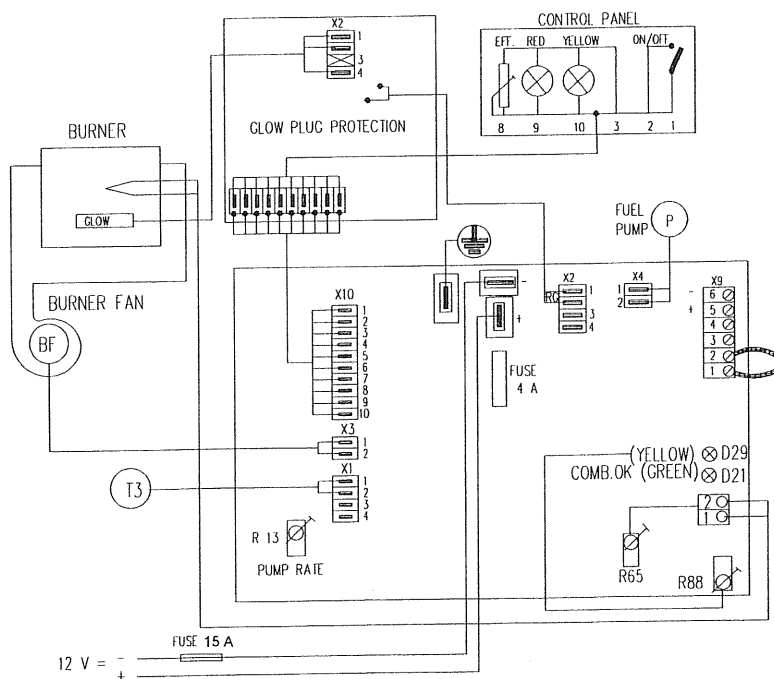 CONTROL PANEL
EFF. RED YELLOW ON/OFF
8 9 10 3 2 1
X2
1
3
4
GLOW PLUG PROTECTION
BURNER
GLOW
BURNER FAN
BF
FUEL
PUMP
P
-
+
X2
RG
1
3
4
X4
1
2
X9
- 6
+ 5
4
3
2
1
X10
1
2
3
4
5
6
7
8
9
10
FUSE
4 A
X3
1
2
X1
1
2
3
4
T3
R 13
PUMP RATE
(YELLOW) D29
COMB.OK (GREEN) D21
2
1
R65
R88
FUSE 15 A
12 V = -
+